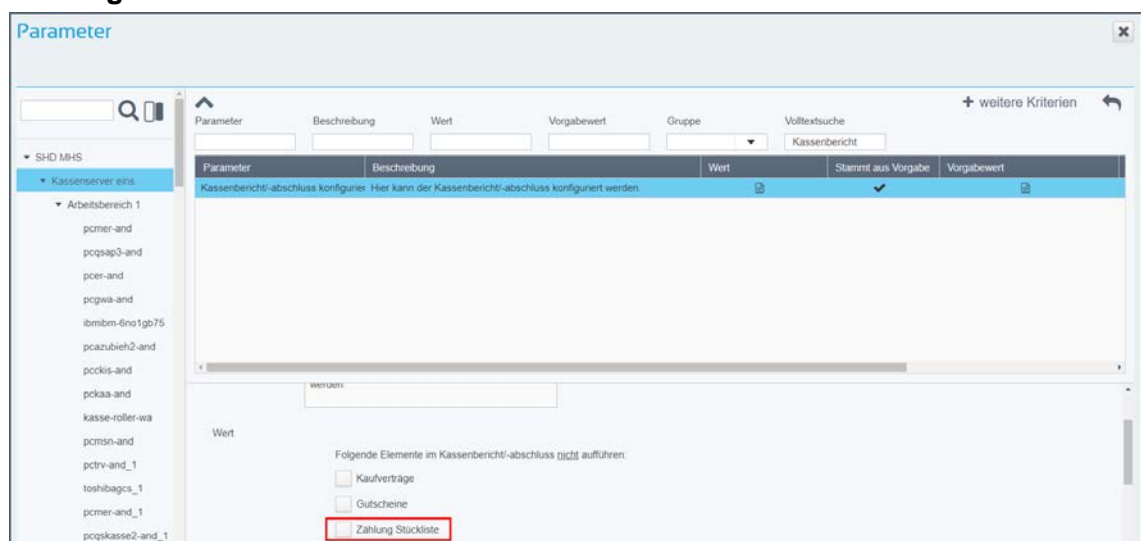 Parameter
+ weitere Kriterien
Parameter Beschreibung Wert Vorgabewert Gruppe Volltextsuche
Kassenbericht
Parameter Beschreibung Wert Stammt aus Vorgabe Vorgabewert
Kassenbericht/-abschluss konfigurier Hier kann der Kassenbericht/-abschluss konfiguriert werden.
SHD MHS
Kassenserver eins
Arbeitsbereich 1
pcmer-and
pcqsap3-and
pcer-and
pcgwa-and
ibmibm-6no1gb75
pcazubieh2-and
pcckis-and
pckaa-and
kasse-roller-wa
pcmsn-and
pctrv-and_1
toshibagcs_1
pcmer-and_1
pcqskasse2-and_1
werden.
Wert
Folgende Elemente im Kassenbericht/-abschluss nicht aufführen:
Kaufverträge
Gutscheine
Zählung Stückliste